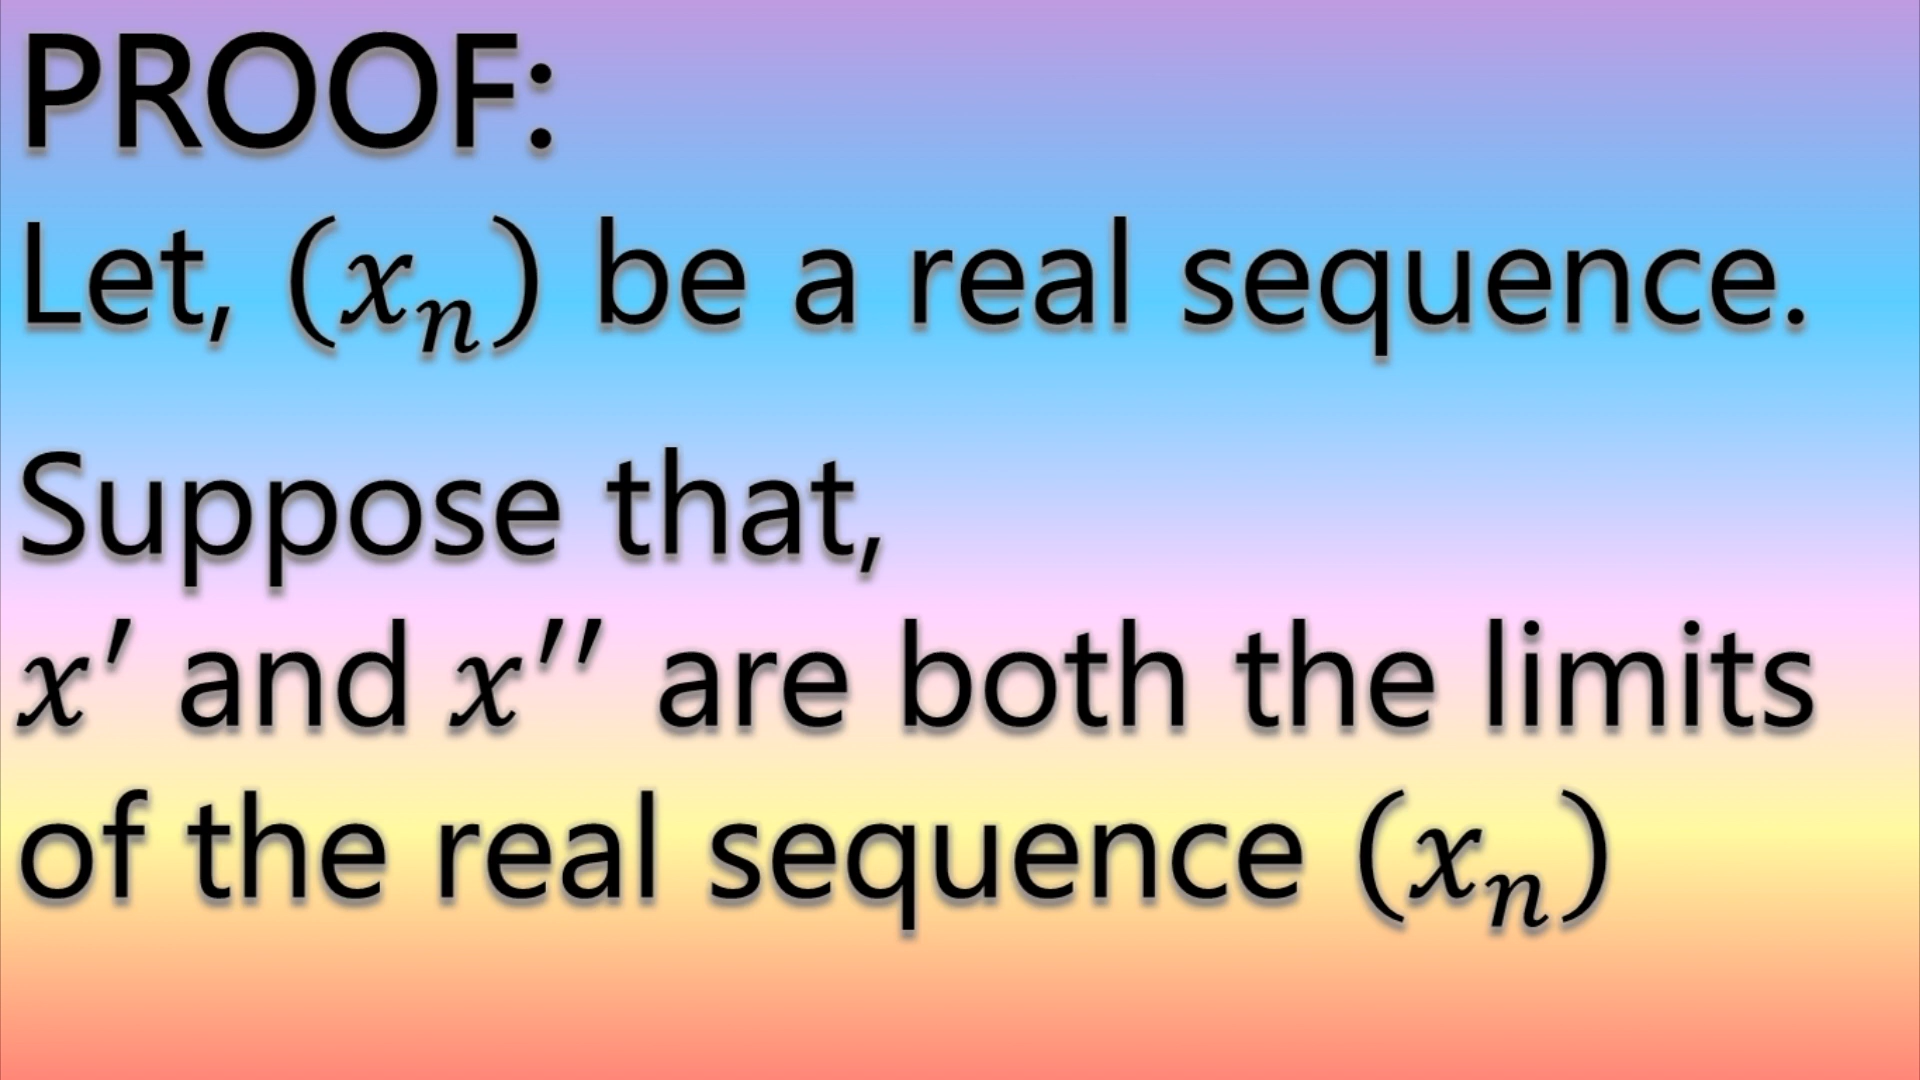 PROOF:
Let, (xₙ) be a real sequence.
Suppose that,
x′ and x′′ are both the limits
of the real sequence (xₙ)